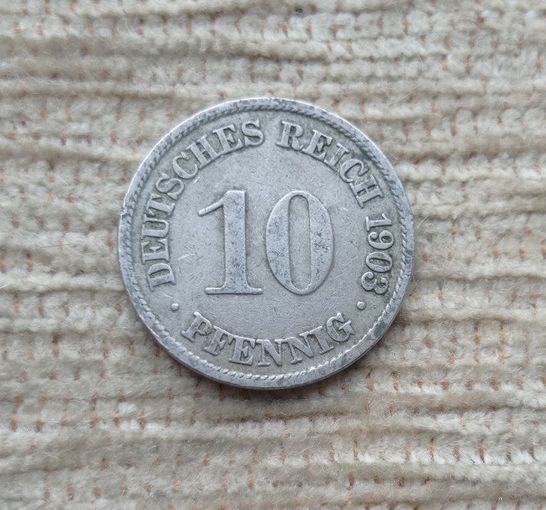 DEUTSCHES REICH 1903
10
· PFENNIG ·